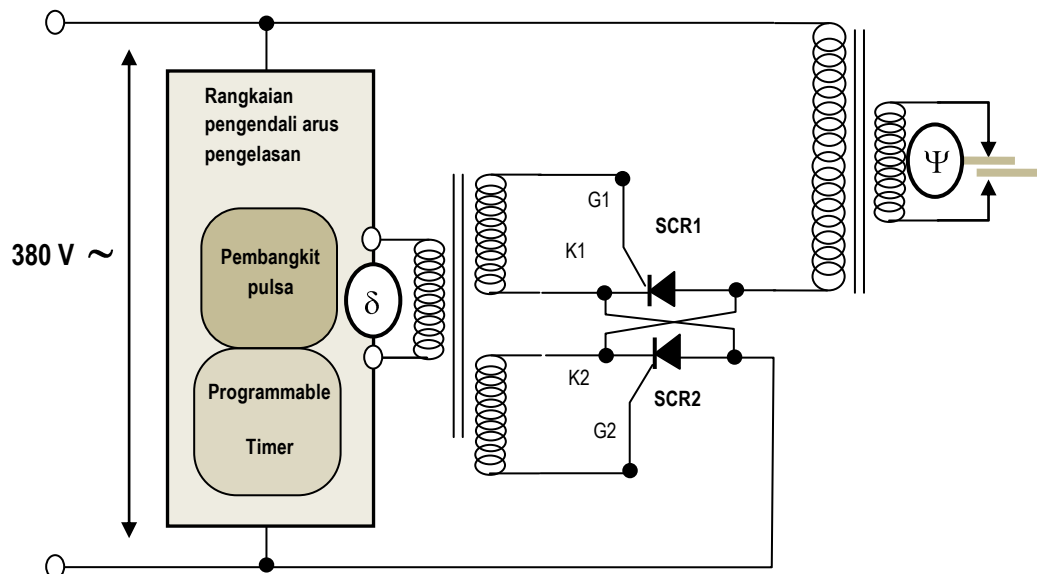 Rangkaian
pengendali arus
pengelasan
380 V ~
Pembangkit
pulsa
δ
Programmable
Timer
G1
SCR1
K1
K2
SCR2
G2
Ψ